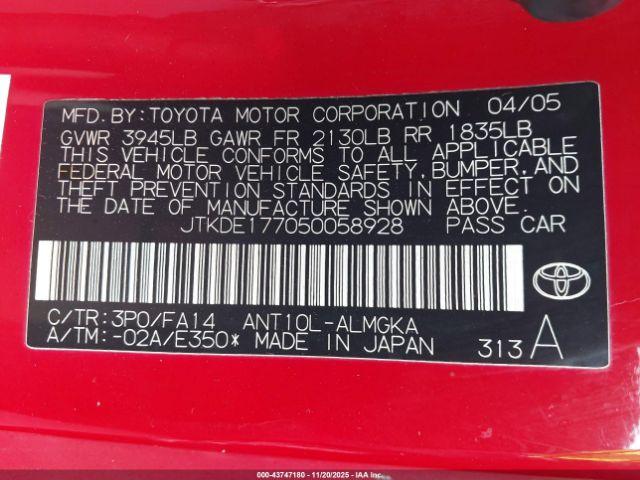 MFD.BY:TOYOTA MOTOR CORPORATION 04/05
GVWR 3945LB GAWR FR 2130LB RR 1835LB
THIS VEHICLE CONFORMS TO ALL APPLICABLE
FEDERAL MOTOR VEHICLE SAFETY,BUMPER,AND
THEFT PREVENTION STANDARDS IN EFFECT ON
THE DATE OF MANUFACTURE SHOWN ABOVE.
JTKDE177050058928 PASS CAR
C/TR:3P0/FA14 ANT10L-ALMGKA
A/TM:-02A/E350* MADE IN JAPAN 313 A
000-43747180 - 11/20/2025 - IAAI.COM